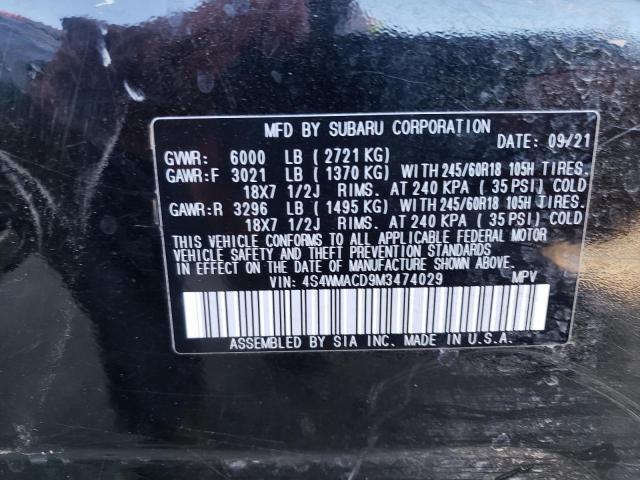 MFD BY SUBARU CORPORATION
DATE: 09/21
GVWR: 6000 LB (2721 KG)
GAWR:F 3021 LB (1370 KG) WITH 245/60R18 105H TIRES.
18X7 1/2J RIMS. AT 240 KPA (35 PSI) COLD
GAWR:R 3296 LB (1495 KG) WITH 245/60R18 105H TIRES.
18X7 1/2J RIMS. AT 240 KPA (35 PSI) COLD
THIS VEHICLE CONFORMS TO ALL APPLICABLE FEDERAL MOTOR
VEHICLE SAFETY AND THEFT PREVENTION STANDARDS
IN EFFECT ON THE DATE OF MANUFACTURE SHOWN ABOVE.
VIN: 4S4WMACD9M3474029 MPV
ASSEMBLED BY SIA INC. MADE IN U.S.A.